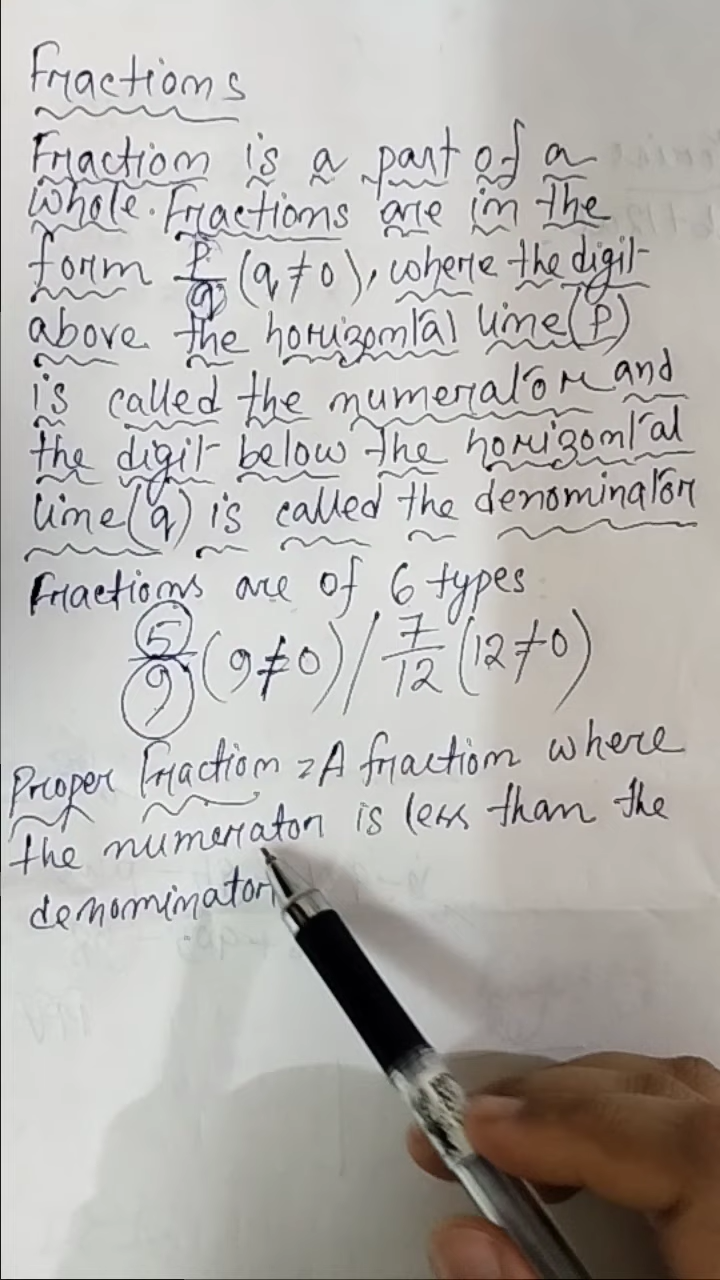 Fractions
Fraction is a part of a
whole. Fractions are in the
form p/q (q≠0), where the digit
above the horizontal line(p)
is called the numerator and
the digit below the horizontal
line(q) is called the denominator
Fractions are of 6 types
5/9 (9≠0) / 7/12 (12≠0)
Proper Fraction = A fraction where
the numerator is less than the
denominator